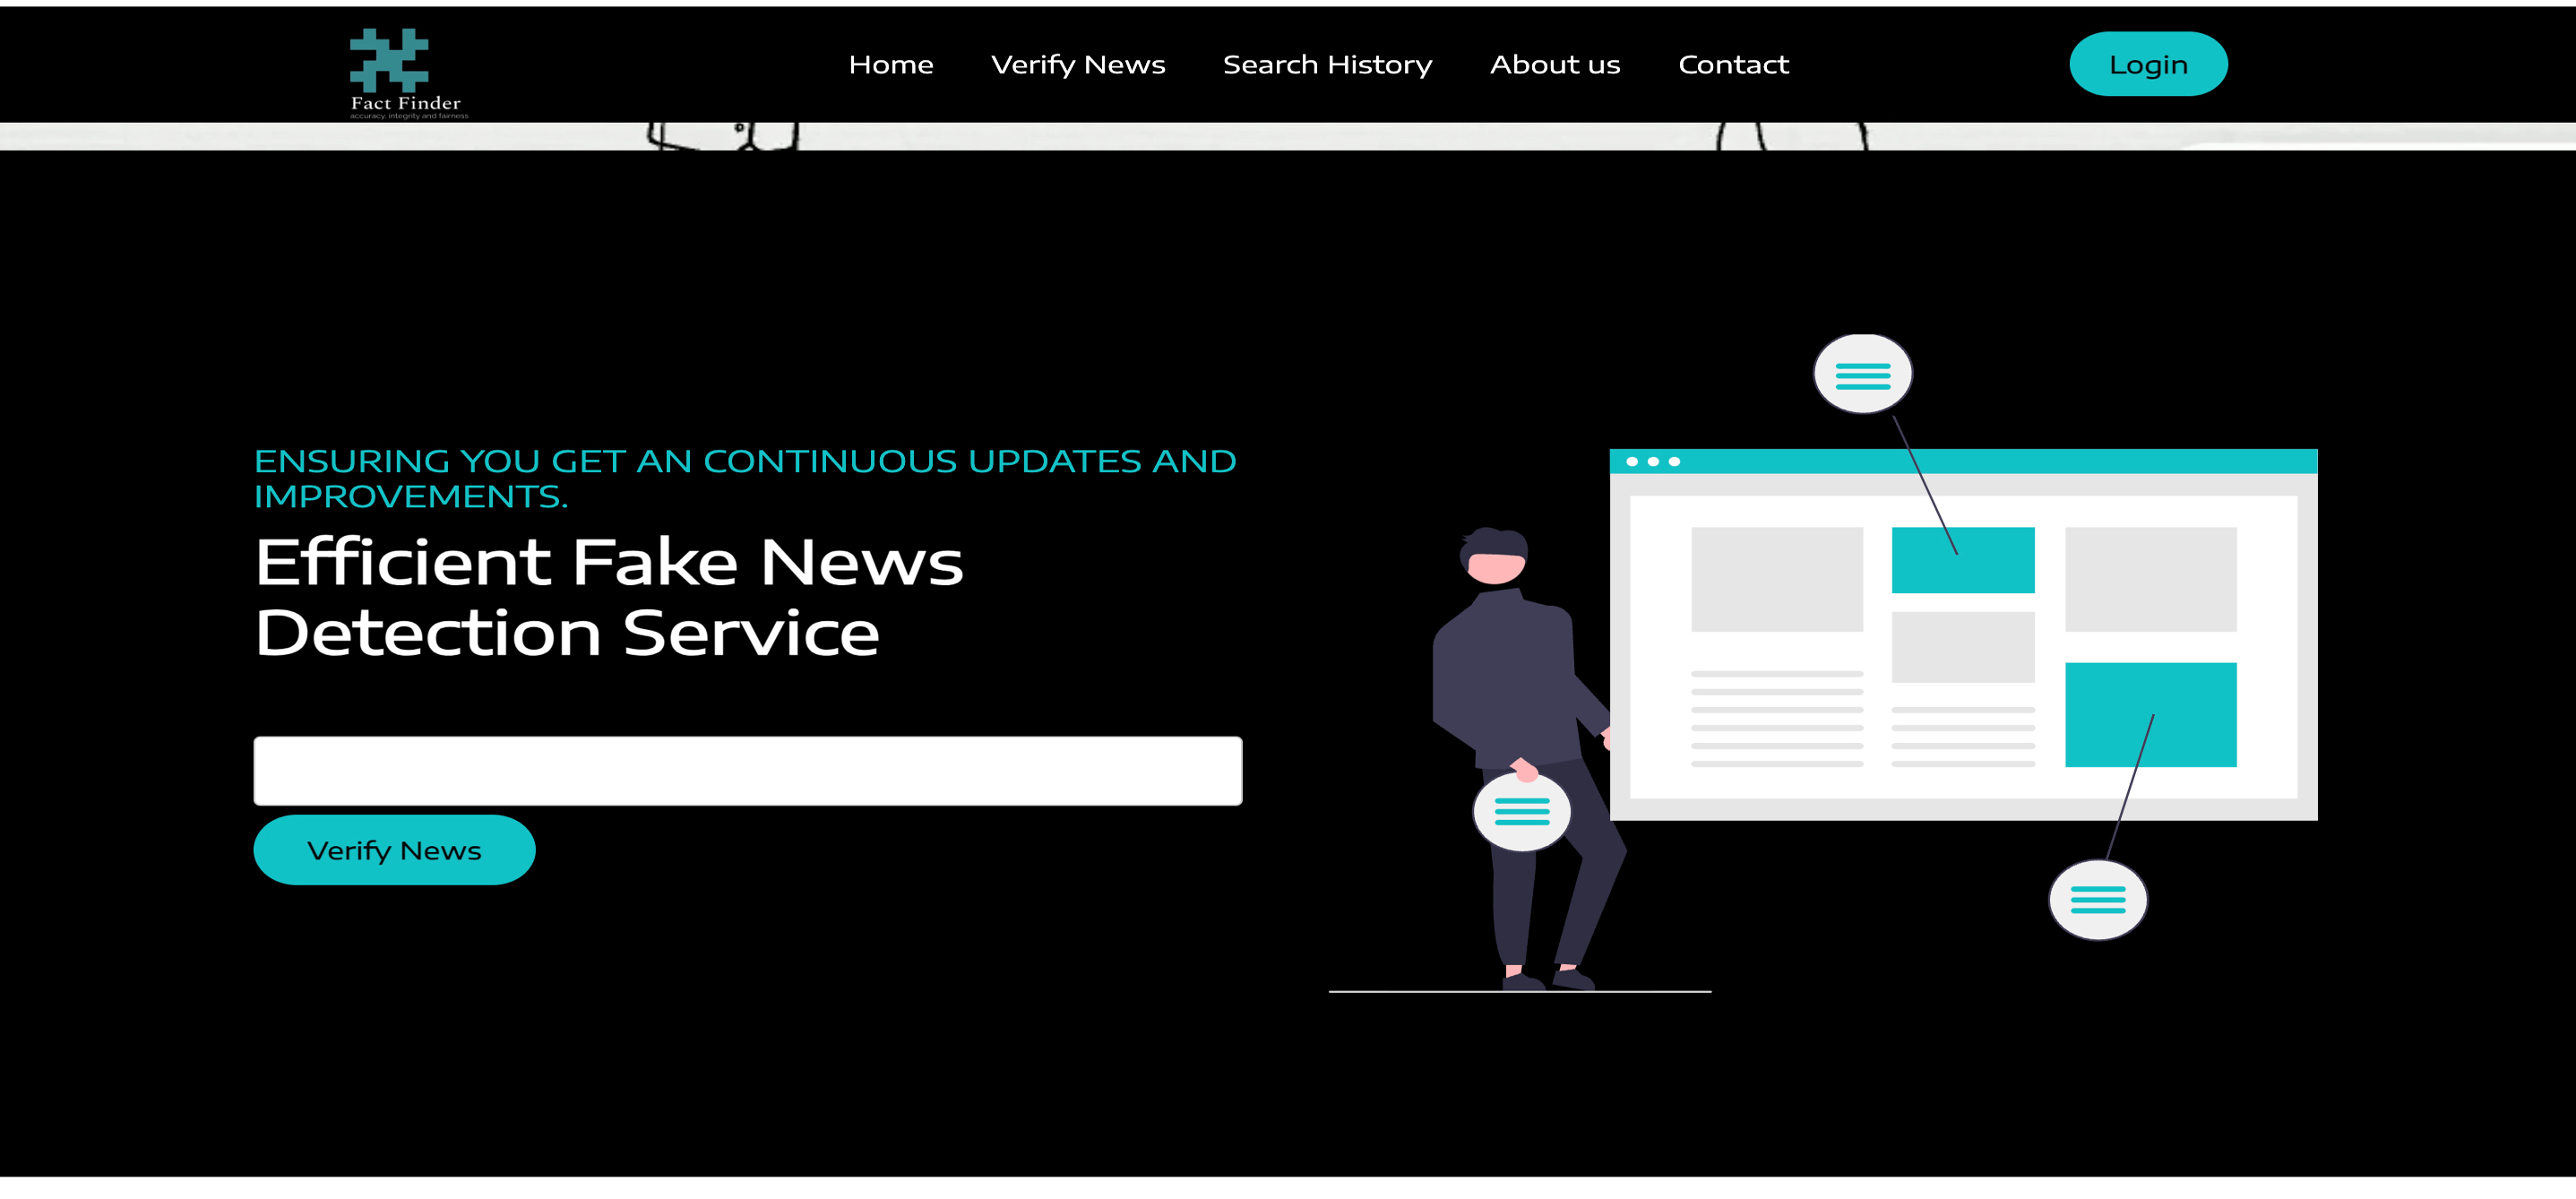 Fact Finder
accuracy, integrity and fairness
Home Verify News Search History About us Contact Login
ENSURING YOU GET AN CONTINUOUS UPDATES AND
IMPROVEMENTS.
Efficient Fake News
Detection Service
Verify News